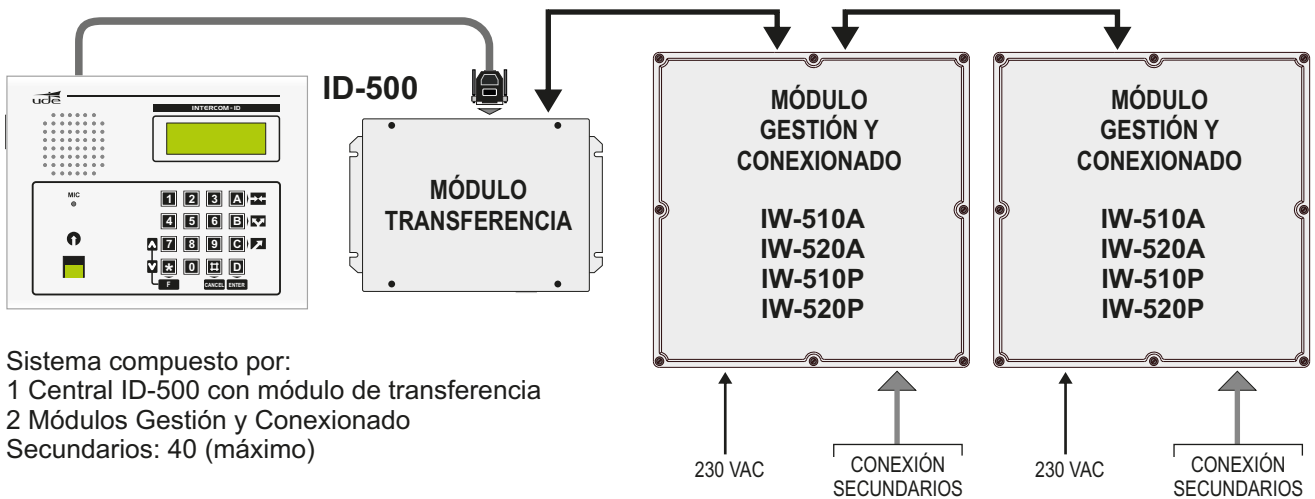 ude
INTERCOM-ID
MIC
1 2 3 A
4 5 6 B
7 8 9 C
* 0 # D
F CANCEL ENTER
ID-500
MÓDULO
TRANSFERENCIA
MÓDULO
GESTIÓN Y
CONEXIONADO
IW-510A
IW-520A
IW-510P
IW-520P
MÓDULO
GESTIÓN Y
CONEXIONADO
IW-510A
IW-520A
IW-510P
IW-520P
Sistema compuesto por:
1 Central ID-500 con módulo de transferencia
2 Módulos Gestión y Conexionado
Secundarios: 40 (máximo)
230 VAC
CONEXIÓN
SECUNDARIOS
230 VAC
CONEXIÓN
SECUNDARIOS